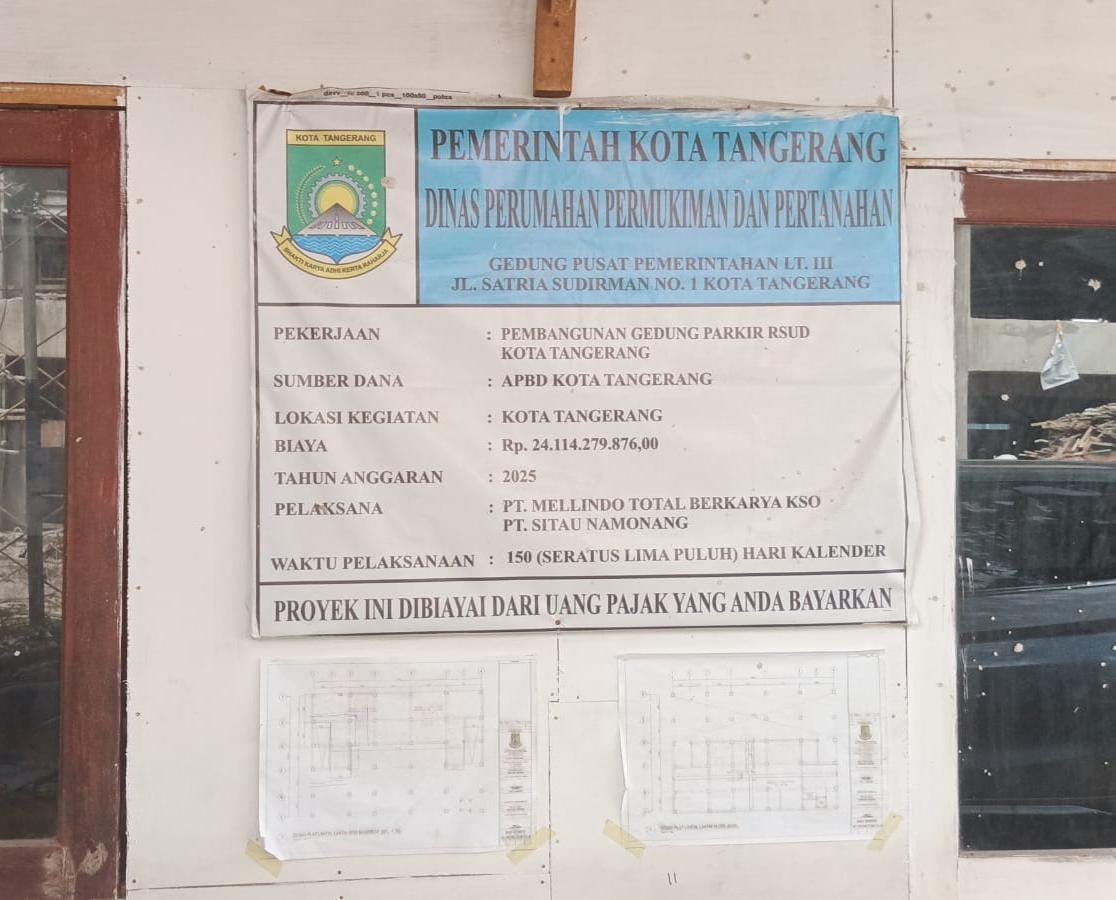 KOTA TANGERANG
BHAKTI KARYA ADHI KERTA RAHARJA
PEMERINTAH KOTA TANGERANG
DINAS PERUMAHAN PERMUKIMAN DAN PERTANAHAN
GEDUNG PUSAT PEMERINTAHAN LT. III
JL. SATRIA SUDIRMAN NO. 1 KOTA TANGERANG
PEKERJAAN : PEMBANGUNAN GEDUNG PARKIR RSUD
KOTA TANGERANG
SUMBER DANA : APBD KOTA TANGERANG
LOKASI KEGIATAN : KOTA TANGERANG
BIAYA : Rp. 24.114.279.876,00
TAHUN ANGGARAN : 2025
PELAKSANA : PT. MELLINDO TOTAL BERKARYA KSO
PT. SITAU NAMONANG
WAKTU PELAKSANAAN : 150 (SERATUS LIMA PULUH) HARI KALENDER
PROYEK INI DIBIAYAI DARI UANG PAJAK YANG ANDA BAYARKAN